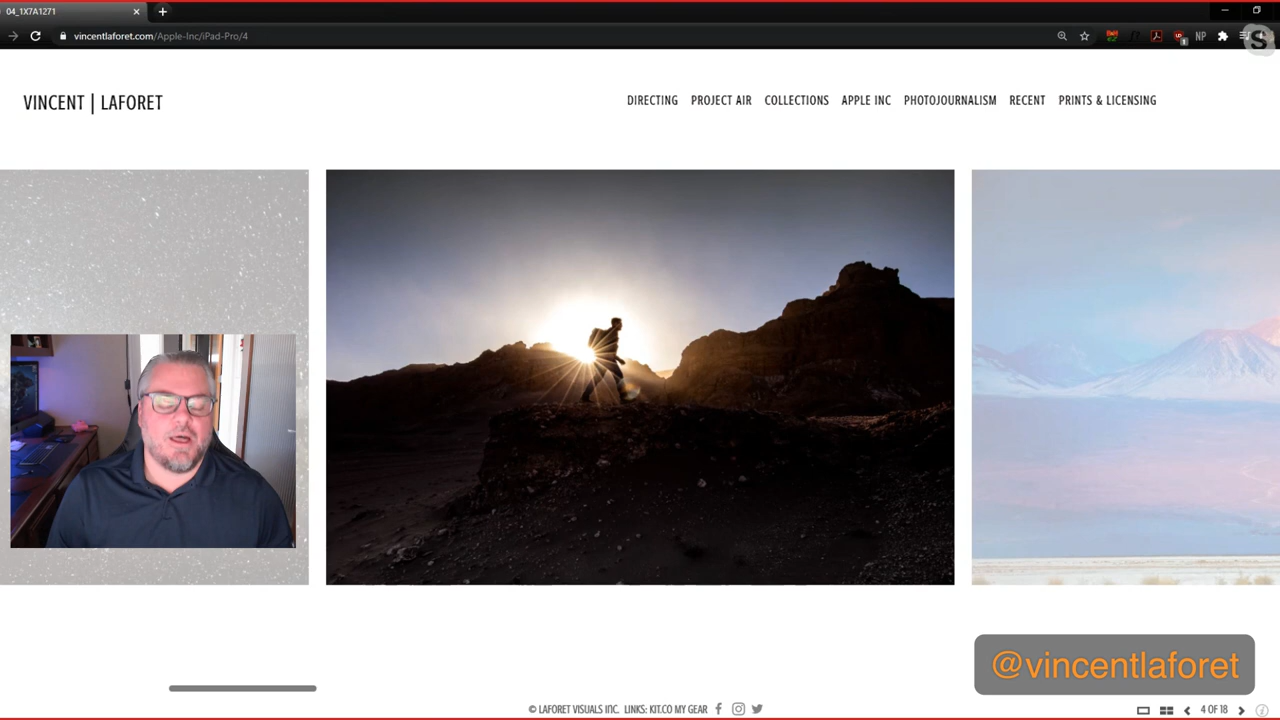 04_1X7A1271
vincentlaforet.com/Apple-Inc/iPad-Pro/4
NP
VINCENT | LAFORET
DIRECTING PROJECT AIR COLLECTIONS APPLE INC PHOTOJOURNALISM RECENT PRINTS & LICENSING
@vincentlaforet
© LAFORET VISUALS INC. LINKS: KIT.CO MY GEAR
4 OF 18